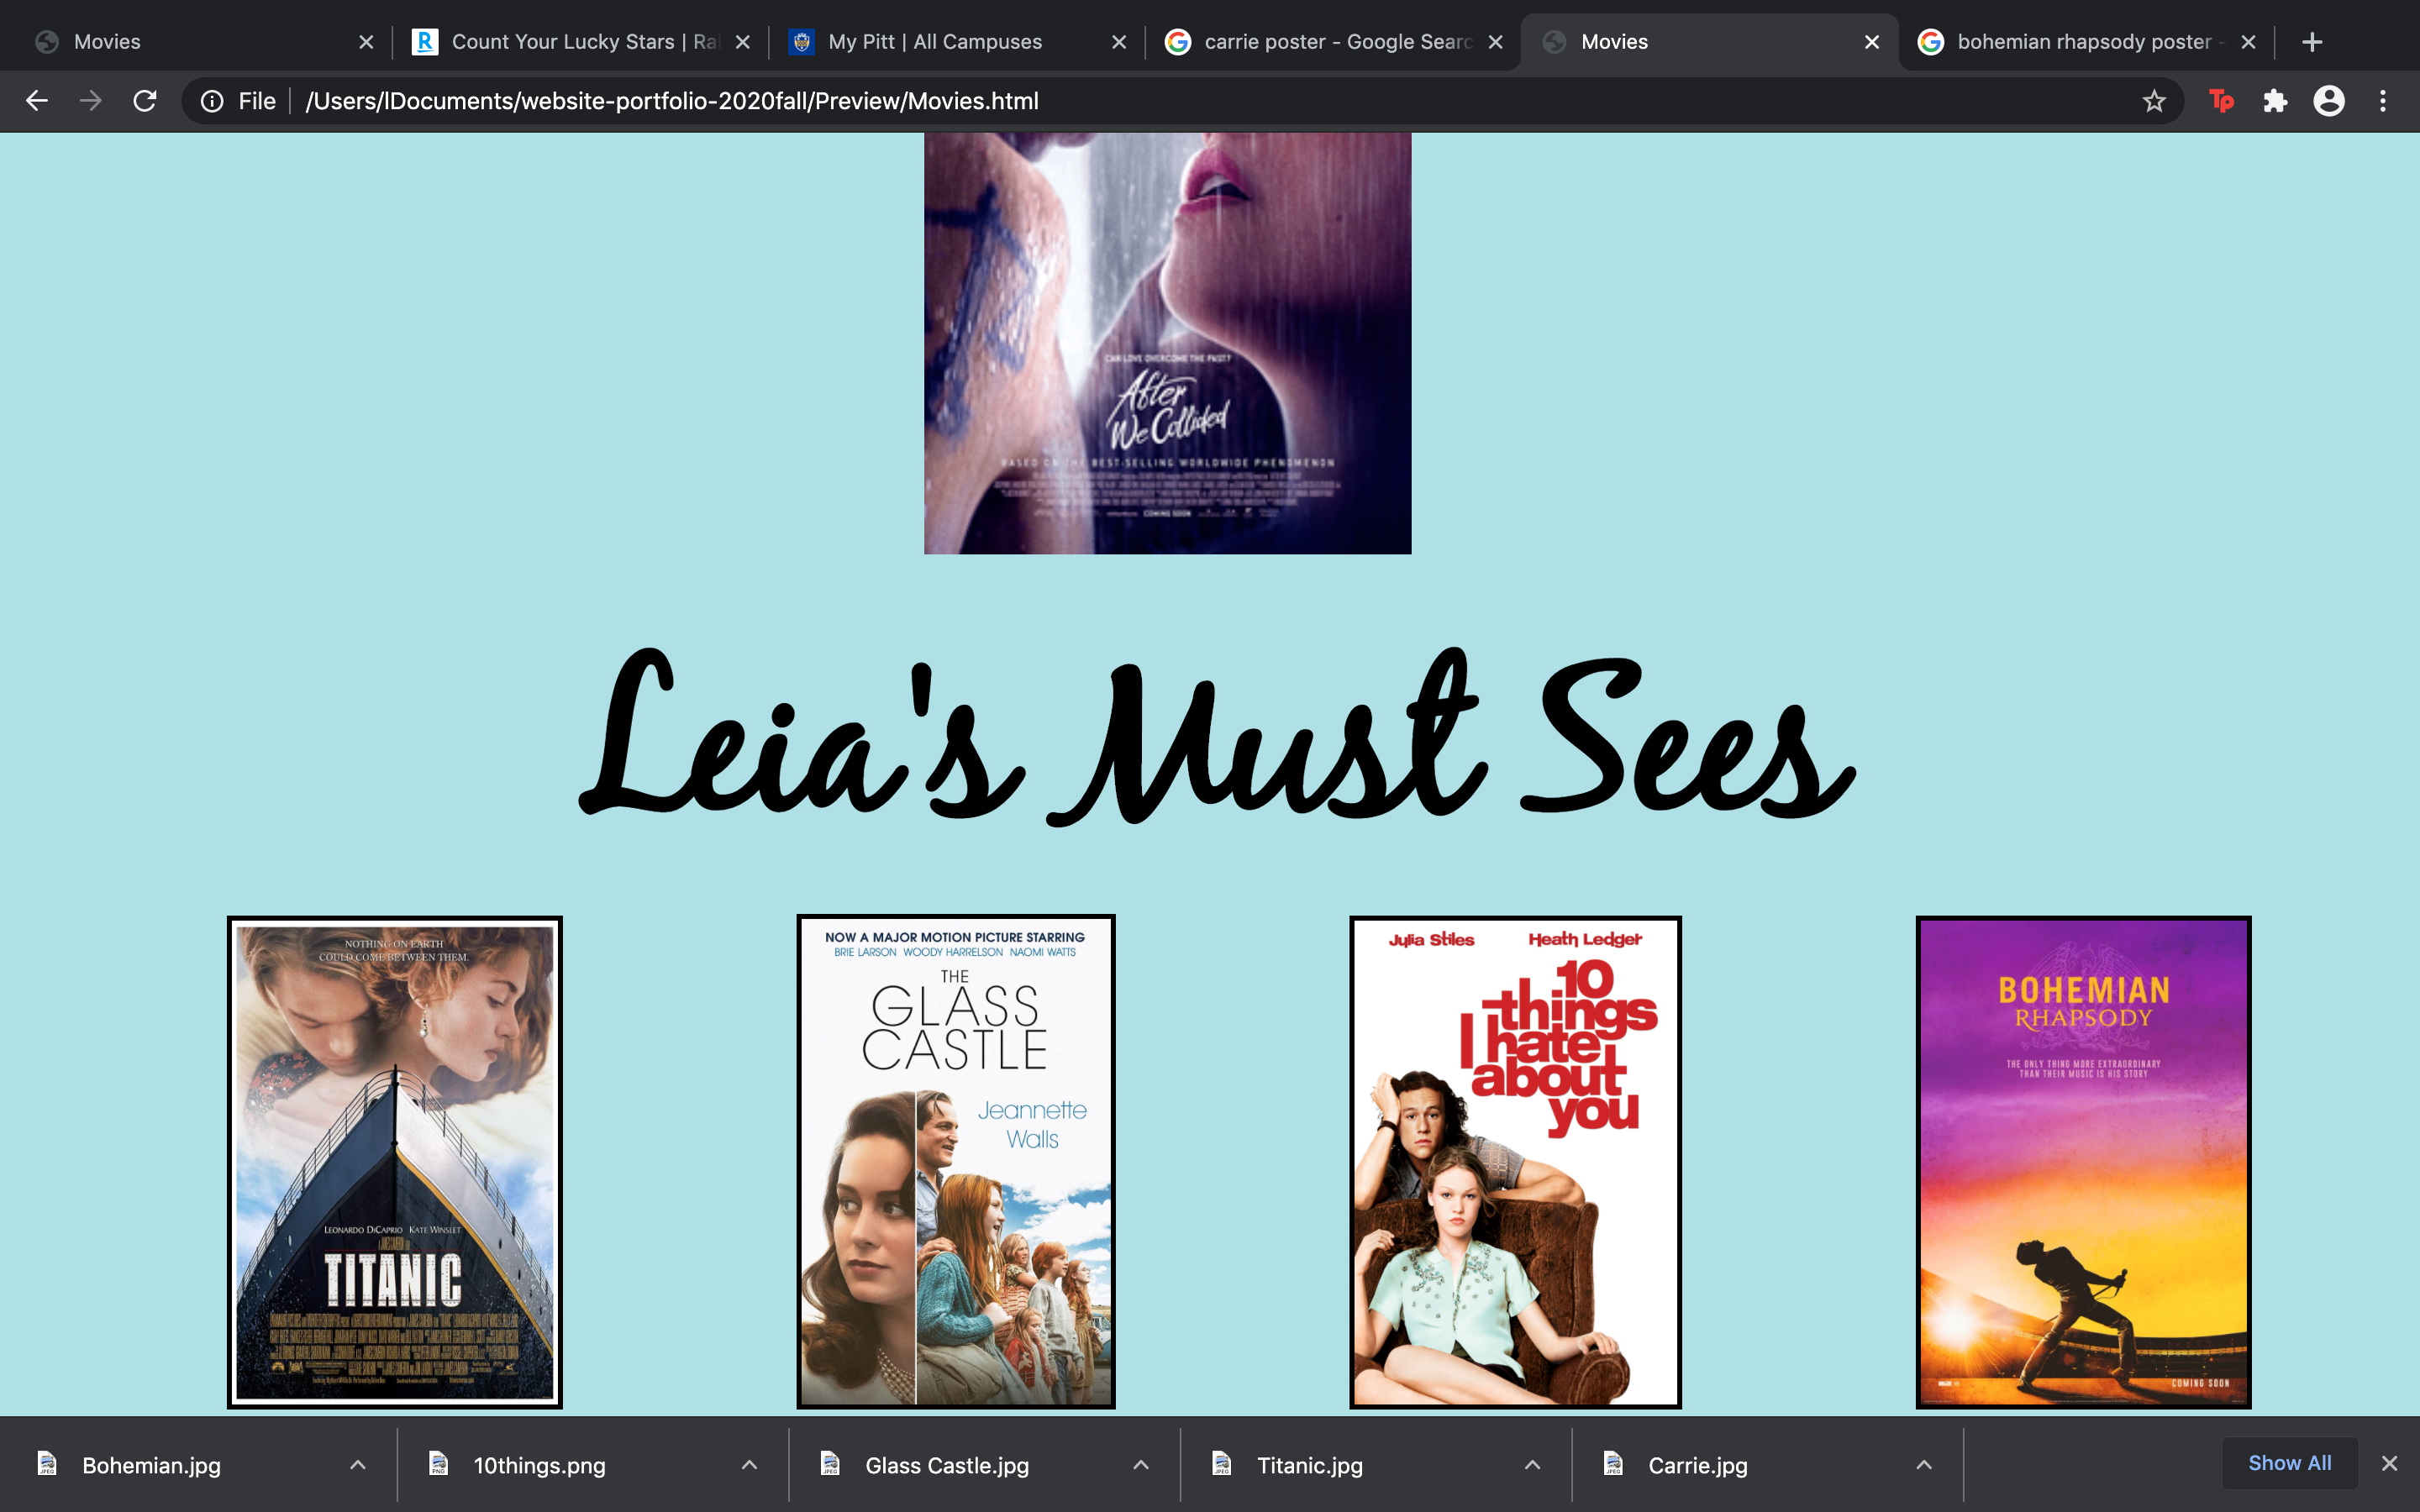 Movies
Count Your Lucky Stars | Ra
My Pitt | All Campuses
carrie poster - Google Searc
Movies
bohemian rhapsody poster -
File
/Users/lDocuments/website-portfolio-2020fall/Preview/Movies.html
Tp
CAN LOVE OVERCOME THE PAST?
After
We Collided
BASED ON THE BEST-SELLING WORLDWIDE PHENOMENON
COMING SOON
Leia's Must Sees
NOTHING ON EARTH
COULD COME BETWEEN THEM.
LEONARDO DICAPRIO KATE WINSLET
TITANIC
NOW A MAJOR MOTION PICTURE STARRING
BRIE LARSON WOODY HARRELSON NAOMI WATTS
THE
GLASS
CASTLE
Jeannette
Walls
Julia Stiles Heath Ledger
10
things
I hate
about
you
BOHEMIAN
RHAPSODY
THE ONLY THING MORE EXTRAORDINARY
THAN THEIR MUSIC IS HIS STORY
COMING SOON
Bohemian.jpg
10things.png
Glass Castle.jpg
Titanic.jpg
Carrie.jpg
Show All